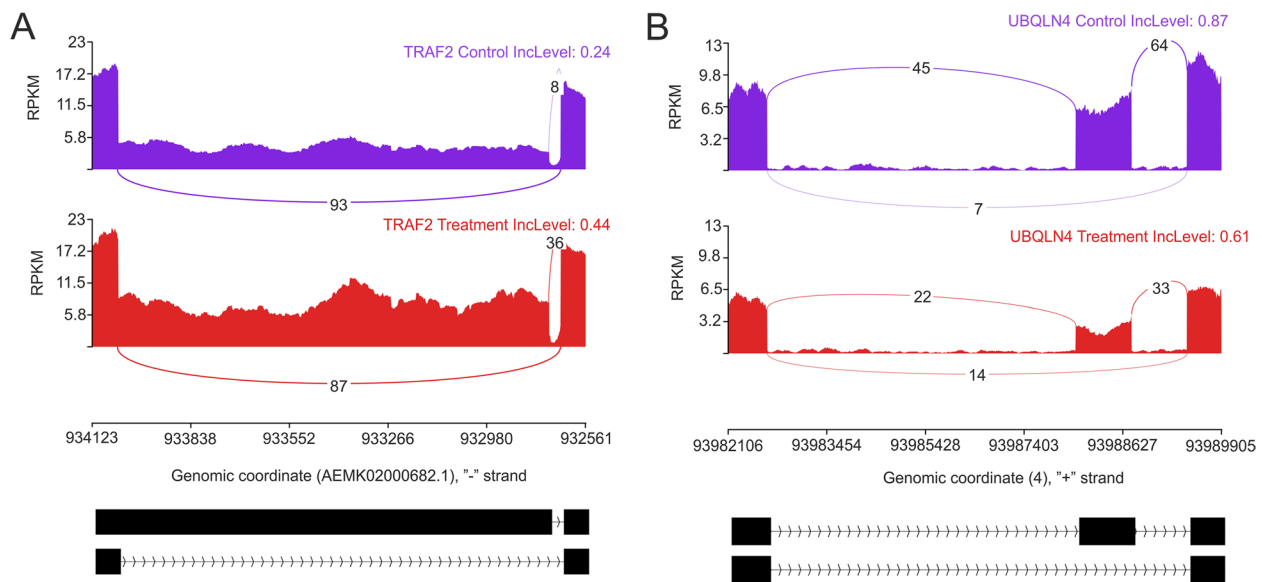 A
TRAF2 Control IncLevel: 0.24
RPKM
23
17.2
11.5
5.8
8
93
TRAF2 Treatment IncLevel: 0.44
RPKM
23
17.2
11.5
5.8
36
87
934123 933838 933552 933266 932980 932561
Genomic coordinate (AEMK02000682.1), "-" strand
B
UBQLN4 Control IncLevel: 0.87
RPKM
13
9.8
6.5
3.2
45
64
7
UBQLN4 Treatment IncLevel: 0.61
RPKM
13
9.8
6.5
3.2
22
33
14
93982106 93983454 93985428 93987403 93988627 93989905
Genomic coordinate (4), "+" strand